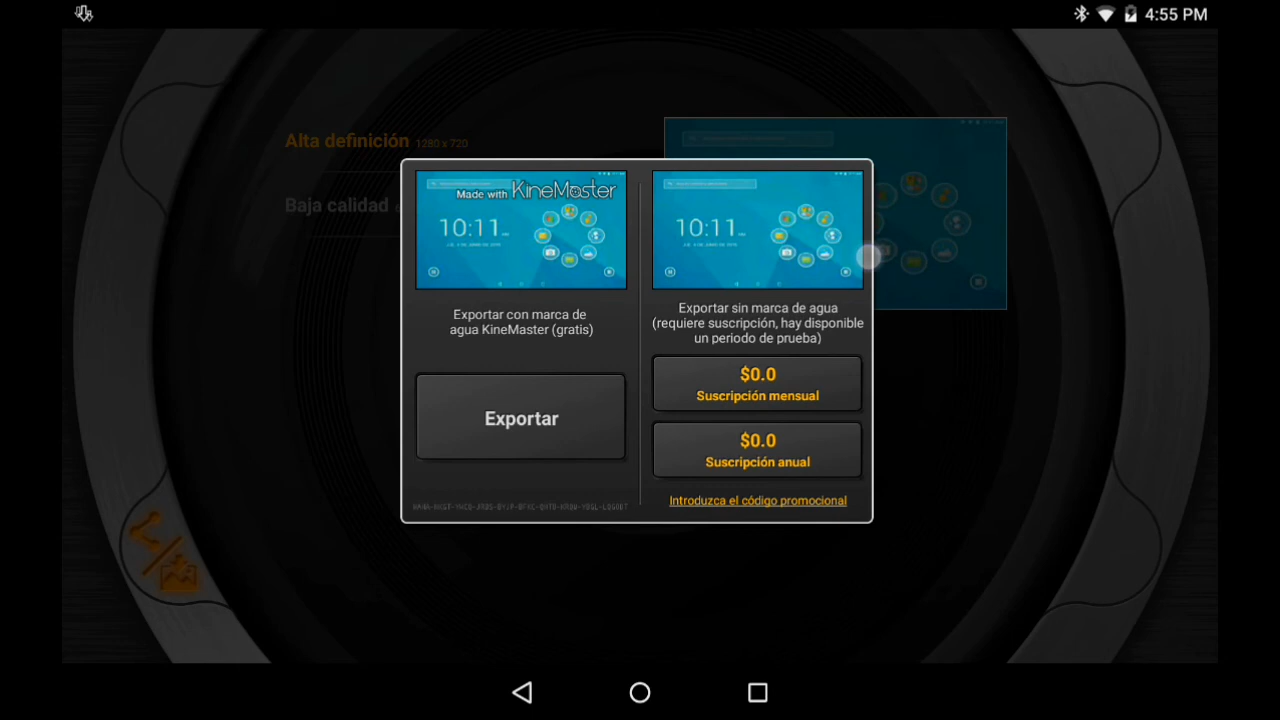 4:55 PM
Alta definición 1280 x 720
Baja calidad
Made with KineMaster
10:11
10:11
Exportar con marca de
agua KineMaster (gratis)
Exportar
Exportar sin marca de agua
(requiere suscripción, hay disponible
un periodo de prueba)
$0.0
Suscripción mensual
$0.0
Suscripción anual
Introduzca el código promocional